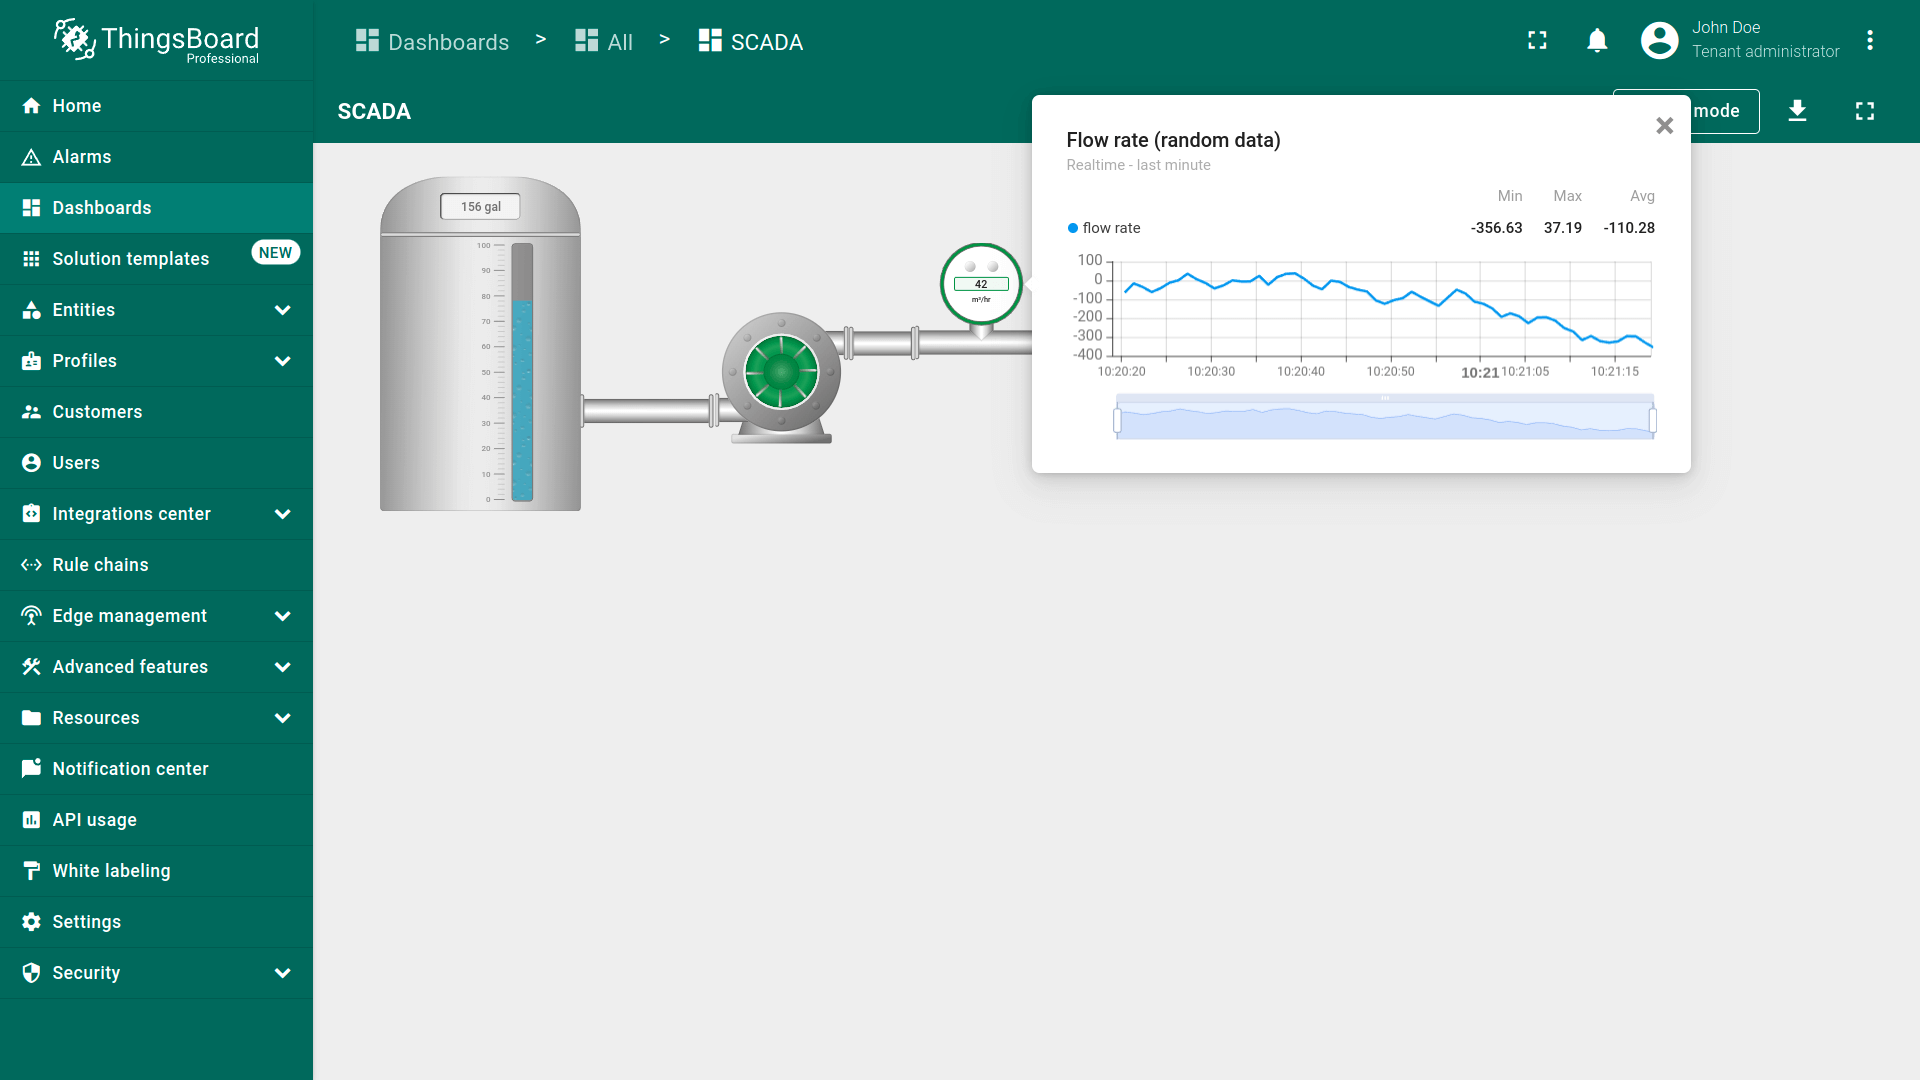 ThingsBoard
Professional
Dashboards > All > SCADA
John Doe
Tenant administrator
Home
Alarms
Dashboards
Solution templates NEW
Entities
Profiles
Customers
Users
Integrations center
Rule chains
Edge management
Advanced features
Resources
Notification center
API usage
White labeling
Settings
Security
SCADA
mode
156 gal
100
90
80
70
60
50
40
30
20
10
0
42
m³/hr
Flow rate (random data)
Realtime - last minute
Min Max Avg
flow rate -356.63 37.19 -110.28
100
0
-100
-200
-300
-400
10:20:20 10:20:30 10:20:40 10:20:50 10:21 10:21:05 10:21:15